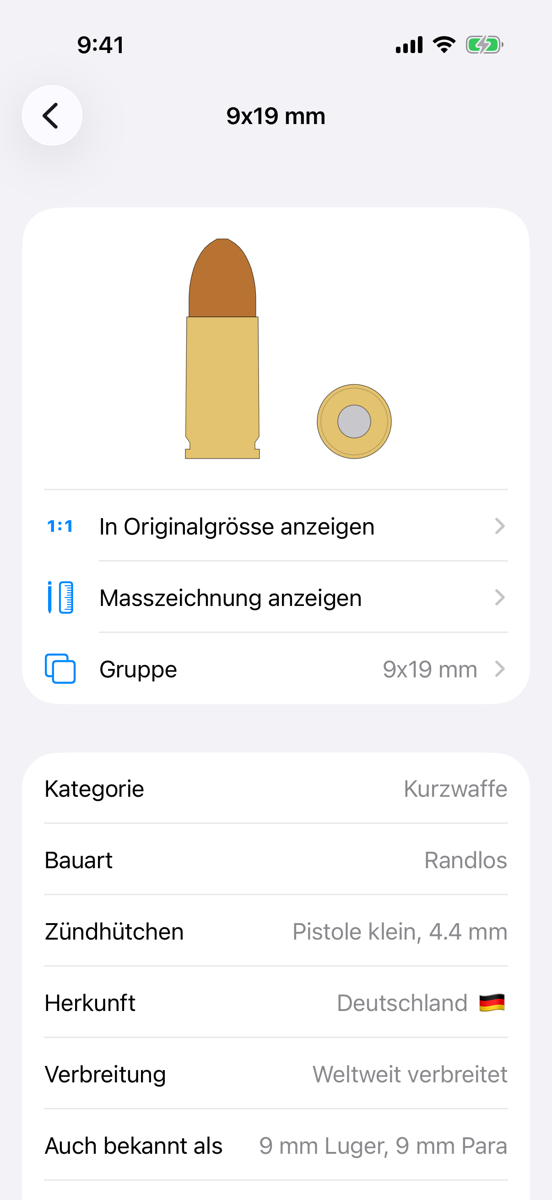 9:41
9x19 mm
1:1 In Originalgrösse anzeigen
Masszeichnung anzeigen
Gruppe 9x19 mm
Kategorie Kurzwaffe
Bauart Randlos
Zündhütchen Pistole klein, 4.4 mm
Herkunft Deutschland 🇩🇪
Verbreitung Weltweit verbreitet
Auch bekannt als 9 mm Luger, 9 mm Para